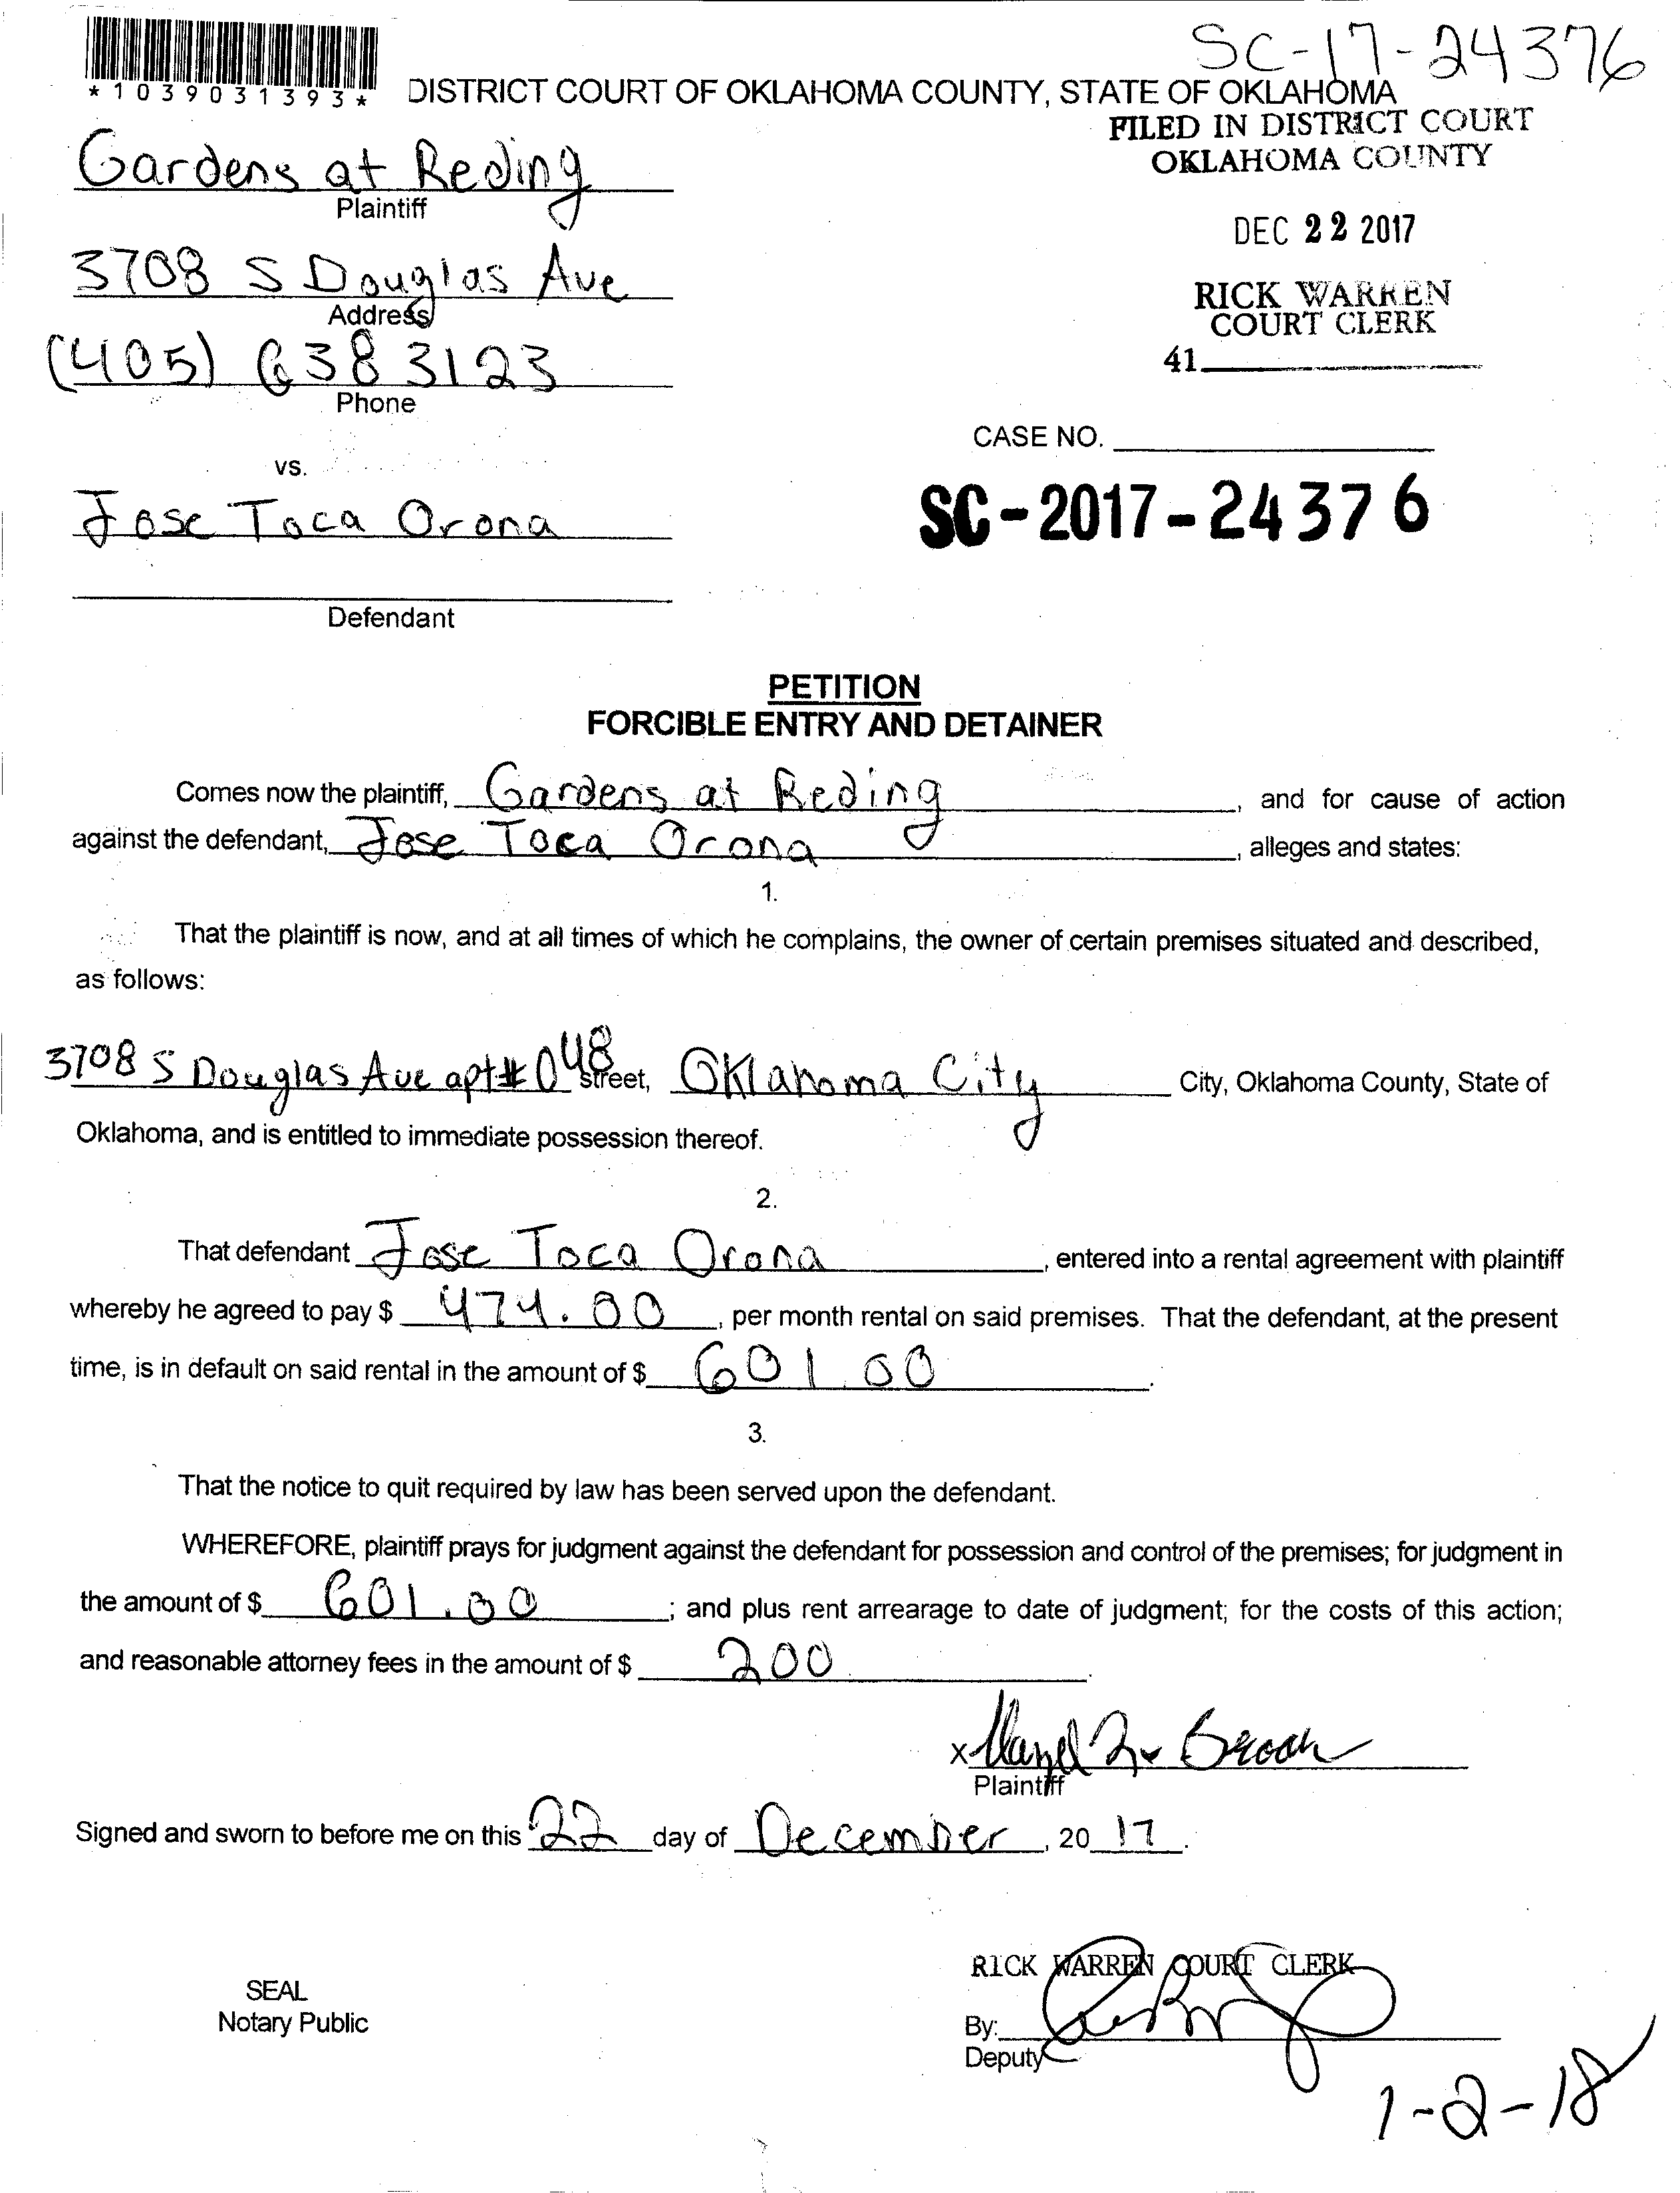 SC-17-24376
*1039031393*
DISTRICT COURT OF OKLAHOMA COUNTY, STATE OF OKLAHOMA
FILED IN DISTRICT COURT
OKLAHOMA COUNTY
Gardens at Reding
Plaintiff
DEC 22 2017
3708 S Douglas Ave
Address
RICK WARREN
COURT CLERK
(405) 638 3123
41
Phone
CASE NO.
vs.
SC-2017-24376
Jose Toca Orona
Defendant
PETITION
FORCIBLE ENTRY AND DETAINER
Comes now the plaintiff, Gardens at Reding, and for cause of action
against the defendant, Jose Toca Orona, alleges and states:
1.
That the plaintiff is now, and at all times of which he complains, the owner of certain premises situated and described,
as follows:
3708 S Douglas Ave apt# 048 street, Oklahoma City City, Oklahoma County, State of
Oklahoma, and is entitled to immediate possession thereof.
2.
That defendant Jose Toca Orona, entered into a rental agreement with plaintiff
whereby he agreed to pay $ 474.00, per month rental on said premises. That the defendant, at the present
time, is in default on said rental in the amount of $ 601.00.
3.
That the notice to quit required by law has been served upon the defendant.
WHEREFORE, plaintiff prays for judgment against the defendant for possession and control of the premises; for judgment in
the amount of $ 601.00; and plus rent arrearage to date of judgment; for the costs of this action;
and reasonable attorney fees in the amount of $ 200.
x
Plaintiff
Signed and sworn to before me on this 22 day of December, 20 17.
RICK WARREN COURT CLERK
SEAL
Notary Public
By:
Deputy
1-2-18